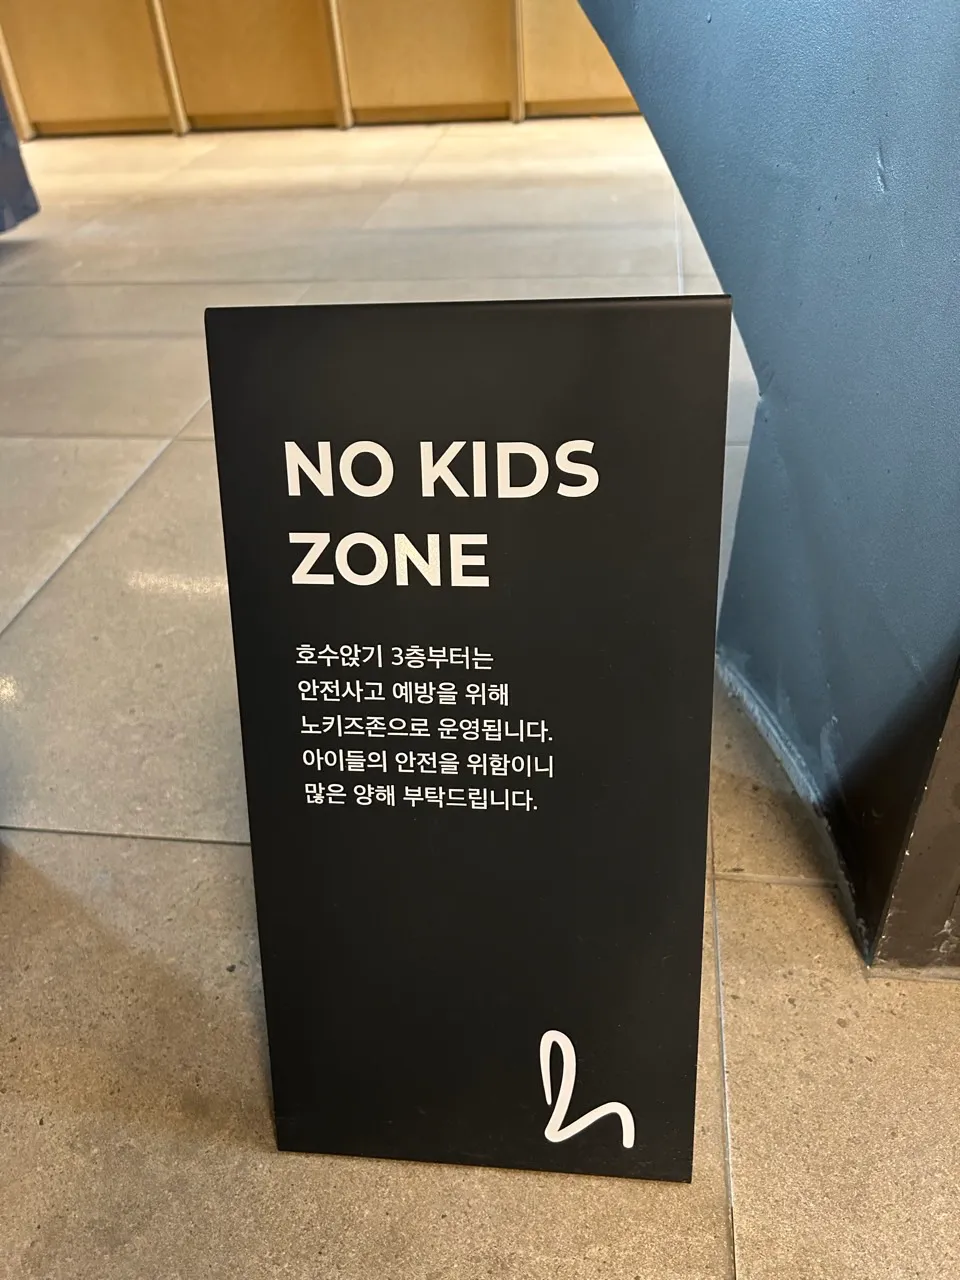 NO KIDS
ZONE
호수앉기 3층부터는
안전사고 예방을 위해
노키즈존으로 운영됩니다.
아이들의 안전을 위함이니
많은 양해 부탁드립니다.